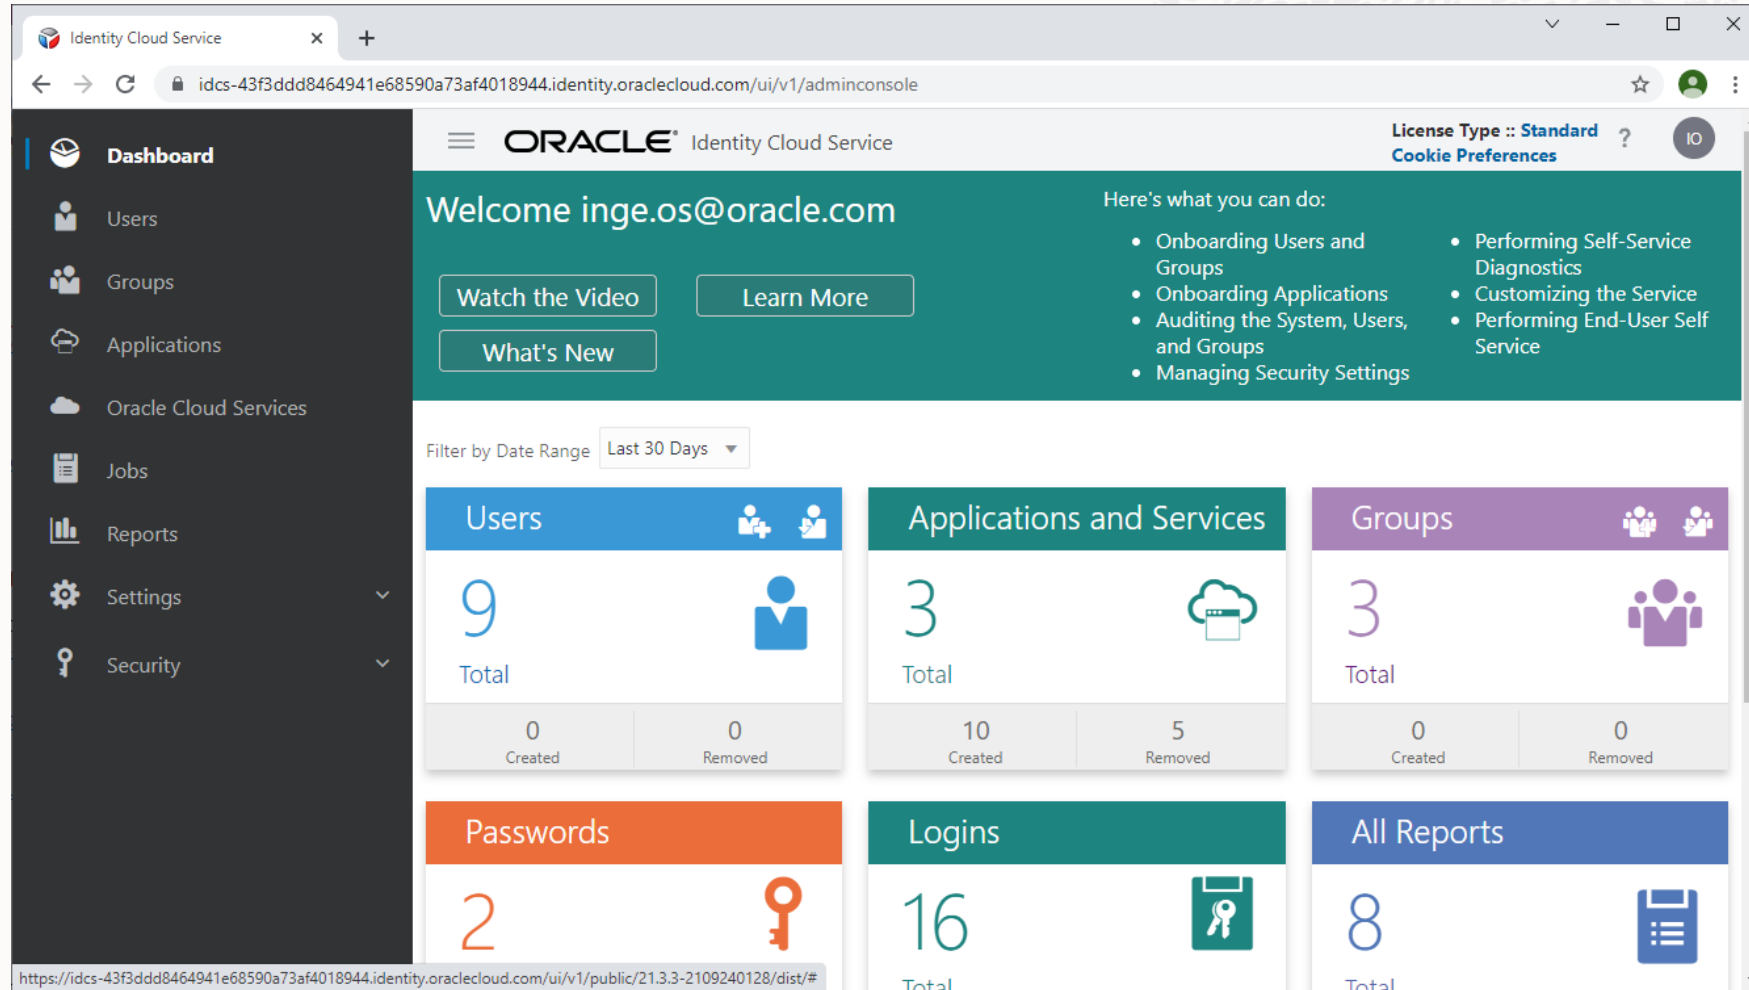 Identity Cloud Service
idcs-43f3ddd8464941e68590a73af4018944.identity.oraclecloud.com/ui/v1/adminconsole
Dashboard
Users
Groups
Applications
Oracle Cloud Services
Jobs
Reports
Settings
Security
ORACLE Identity Cloud Service
License Type :: Standard
Cookie Preferences
?
IO
Welcome inge.os@oracle.com
Watch the Video
Learn More
What's New
Here's what you can do:
• Onboarding Users and
Groups
• Onboarding Applications
• Auditing the System, Users,
and Groups
• Managing Security Settings
• Performing Self-Service
Diagnostics
• Customizing the Service
• Performing End-User Self
Service
Filter by Date Range Last 30 Days
Users
9
Total
0
Created
0
Removed
Applications and Services
3
Total
10
Created
5
Removed
Groups
3
Total
0
Created
0
Removed
Passwords
2
Logins
16
Total
All Reports
8
Total
https://idcs-43f3ddd8464941e68590a73af4018944.identity.oraclecloud.com/ui/v1/public/21.3.3-2109240128/dist/#